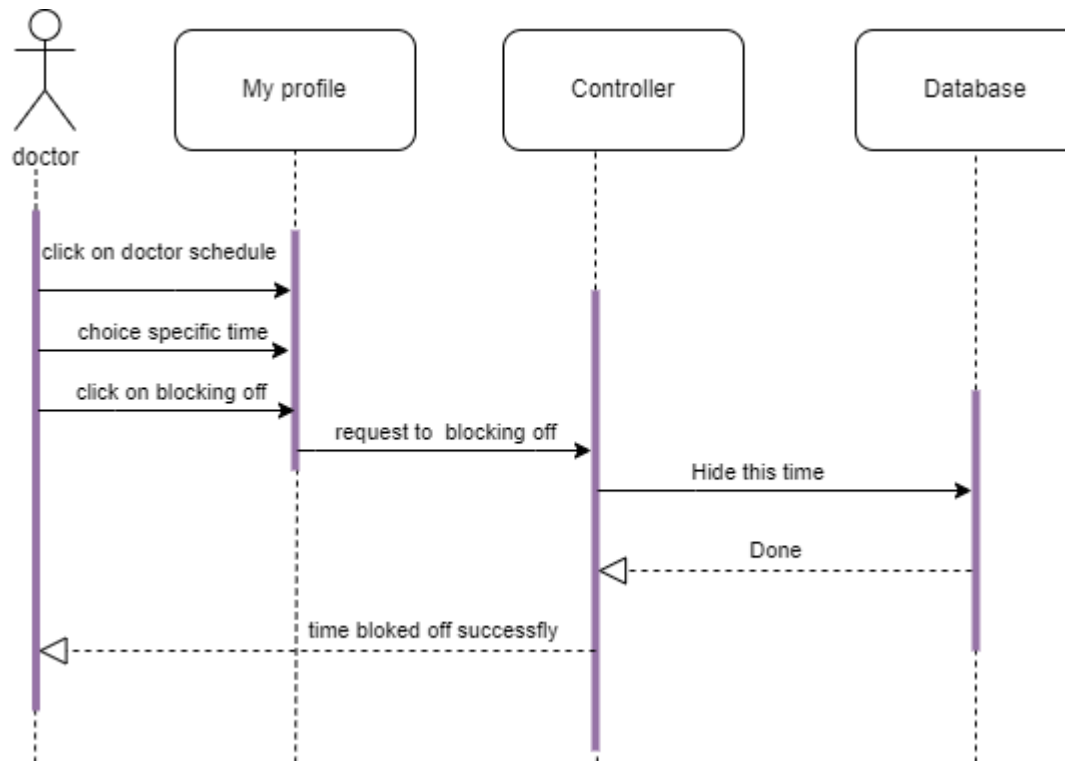 My profile
Controller
Database
doctor
click on doctor schedule
choice specific time
click on blocking off
request to blocking off
Hide this time
Done
time bloked off successfly